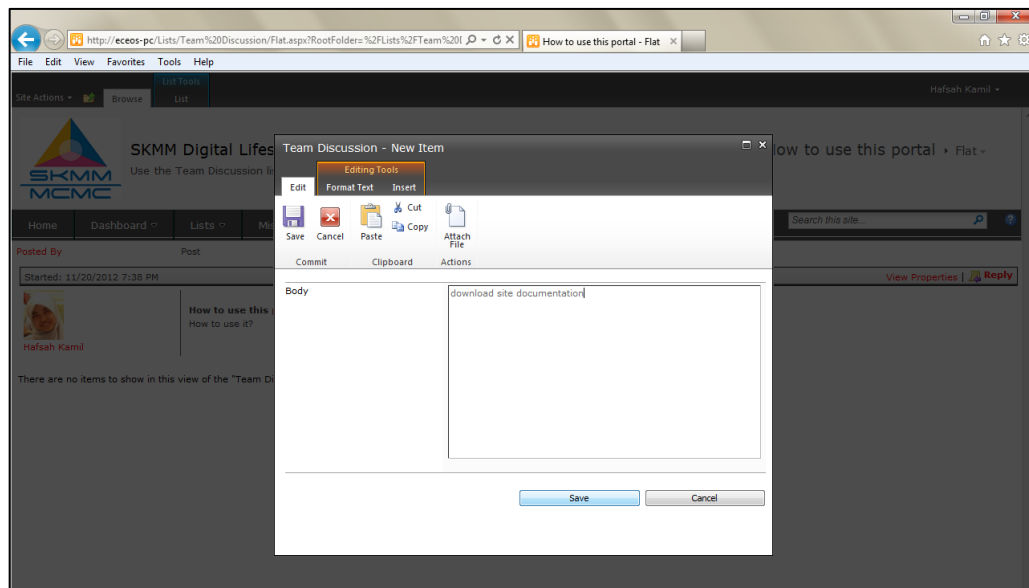 http://eceos-pc/Lists/Team%20Discussion/Flat.aspx?RootFolder=%2FLists%2FTeam%20I
How to use this portal - Flat
File Edit View Favorites Tools Help
List Tools
Site Actions Browse List
Hafsah Kamil
SKMM
MCMC
SKMM Digital Lifes
low to use this portal Flat
Use the Team Discussion li
Home Dashboard Lists Mi
Search this site...
Posted By Post
Started: 11/20/2012 7:38 PM
View Properties | Reply
How to use this
How to use it?
Hafsah Kamil
There are no items to show in this view of the "Team Di
Team Discussion - New Item
Editing Tools
Edit Format Text Insert
Save Cancel Paste Cut Copy Attach File
Commit Clipboard Actions
Body
download site documentation
Save Cancel